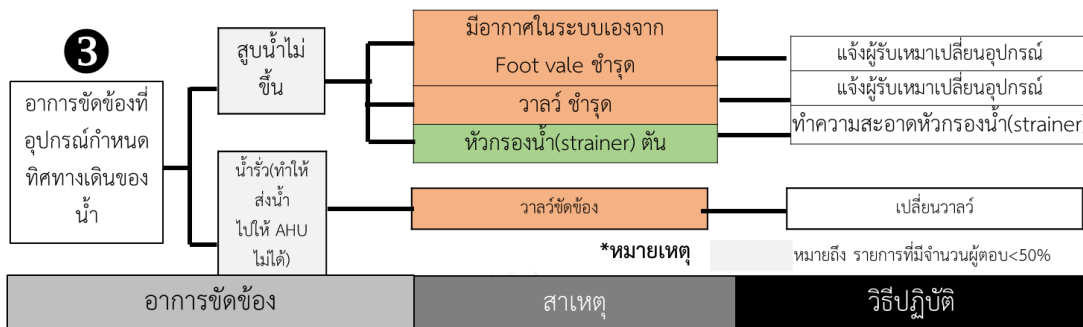 ❸
อาการขัดข้องที่
อุปกรณ์กำหนด
ทิศทางเดินของ
น้ำ
สูบน้ำไม่
ขึ้น
น้ำรั่ว(ทำให้
ส่งน้ำ
ไปให้ AHU
ไม่ได้)
มีอากาศในระบบเองจาก
Foot vale ชำรุด
วาลว์ ชำรุด
หัวกรองน้ำ(strainer) ตัน
วาลว์ขัดข้อง
แจ้งผู้รับเหมาเปลี่ยนอุปกรณ์
แจ้งผู้รับเหมาเปลี่ยนอุปกรณ์
ทำความสะอาดหัวกรองน้ำ(strainer
เปลี่ยนวาลว์
*หมายเหตุ หมายถึง รายการที่มีจำนวนผู้ตอบ<50%
อาการขัดข้อง สาเหตุ วิธีปฏิบัติ